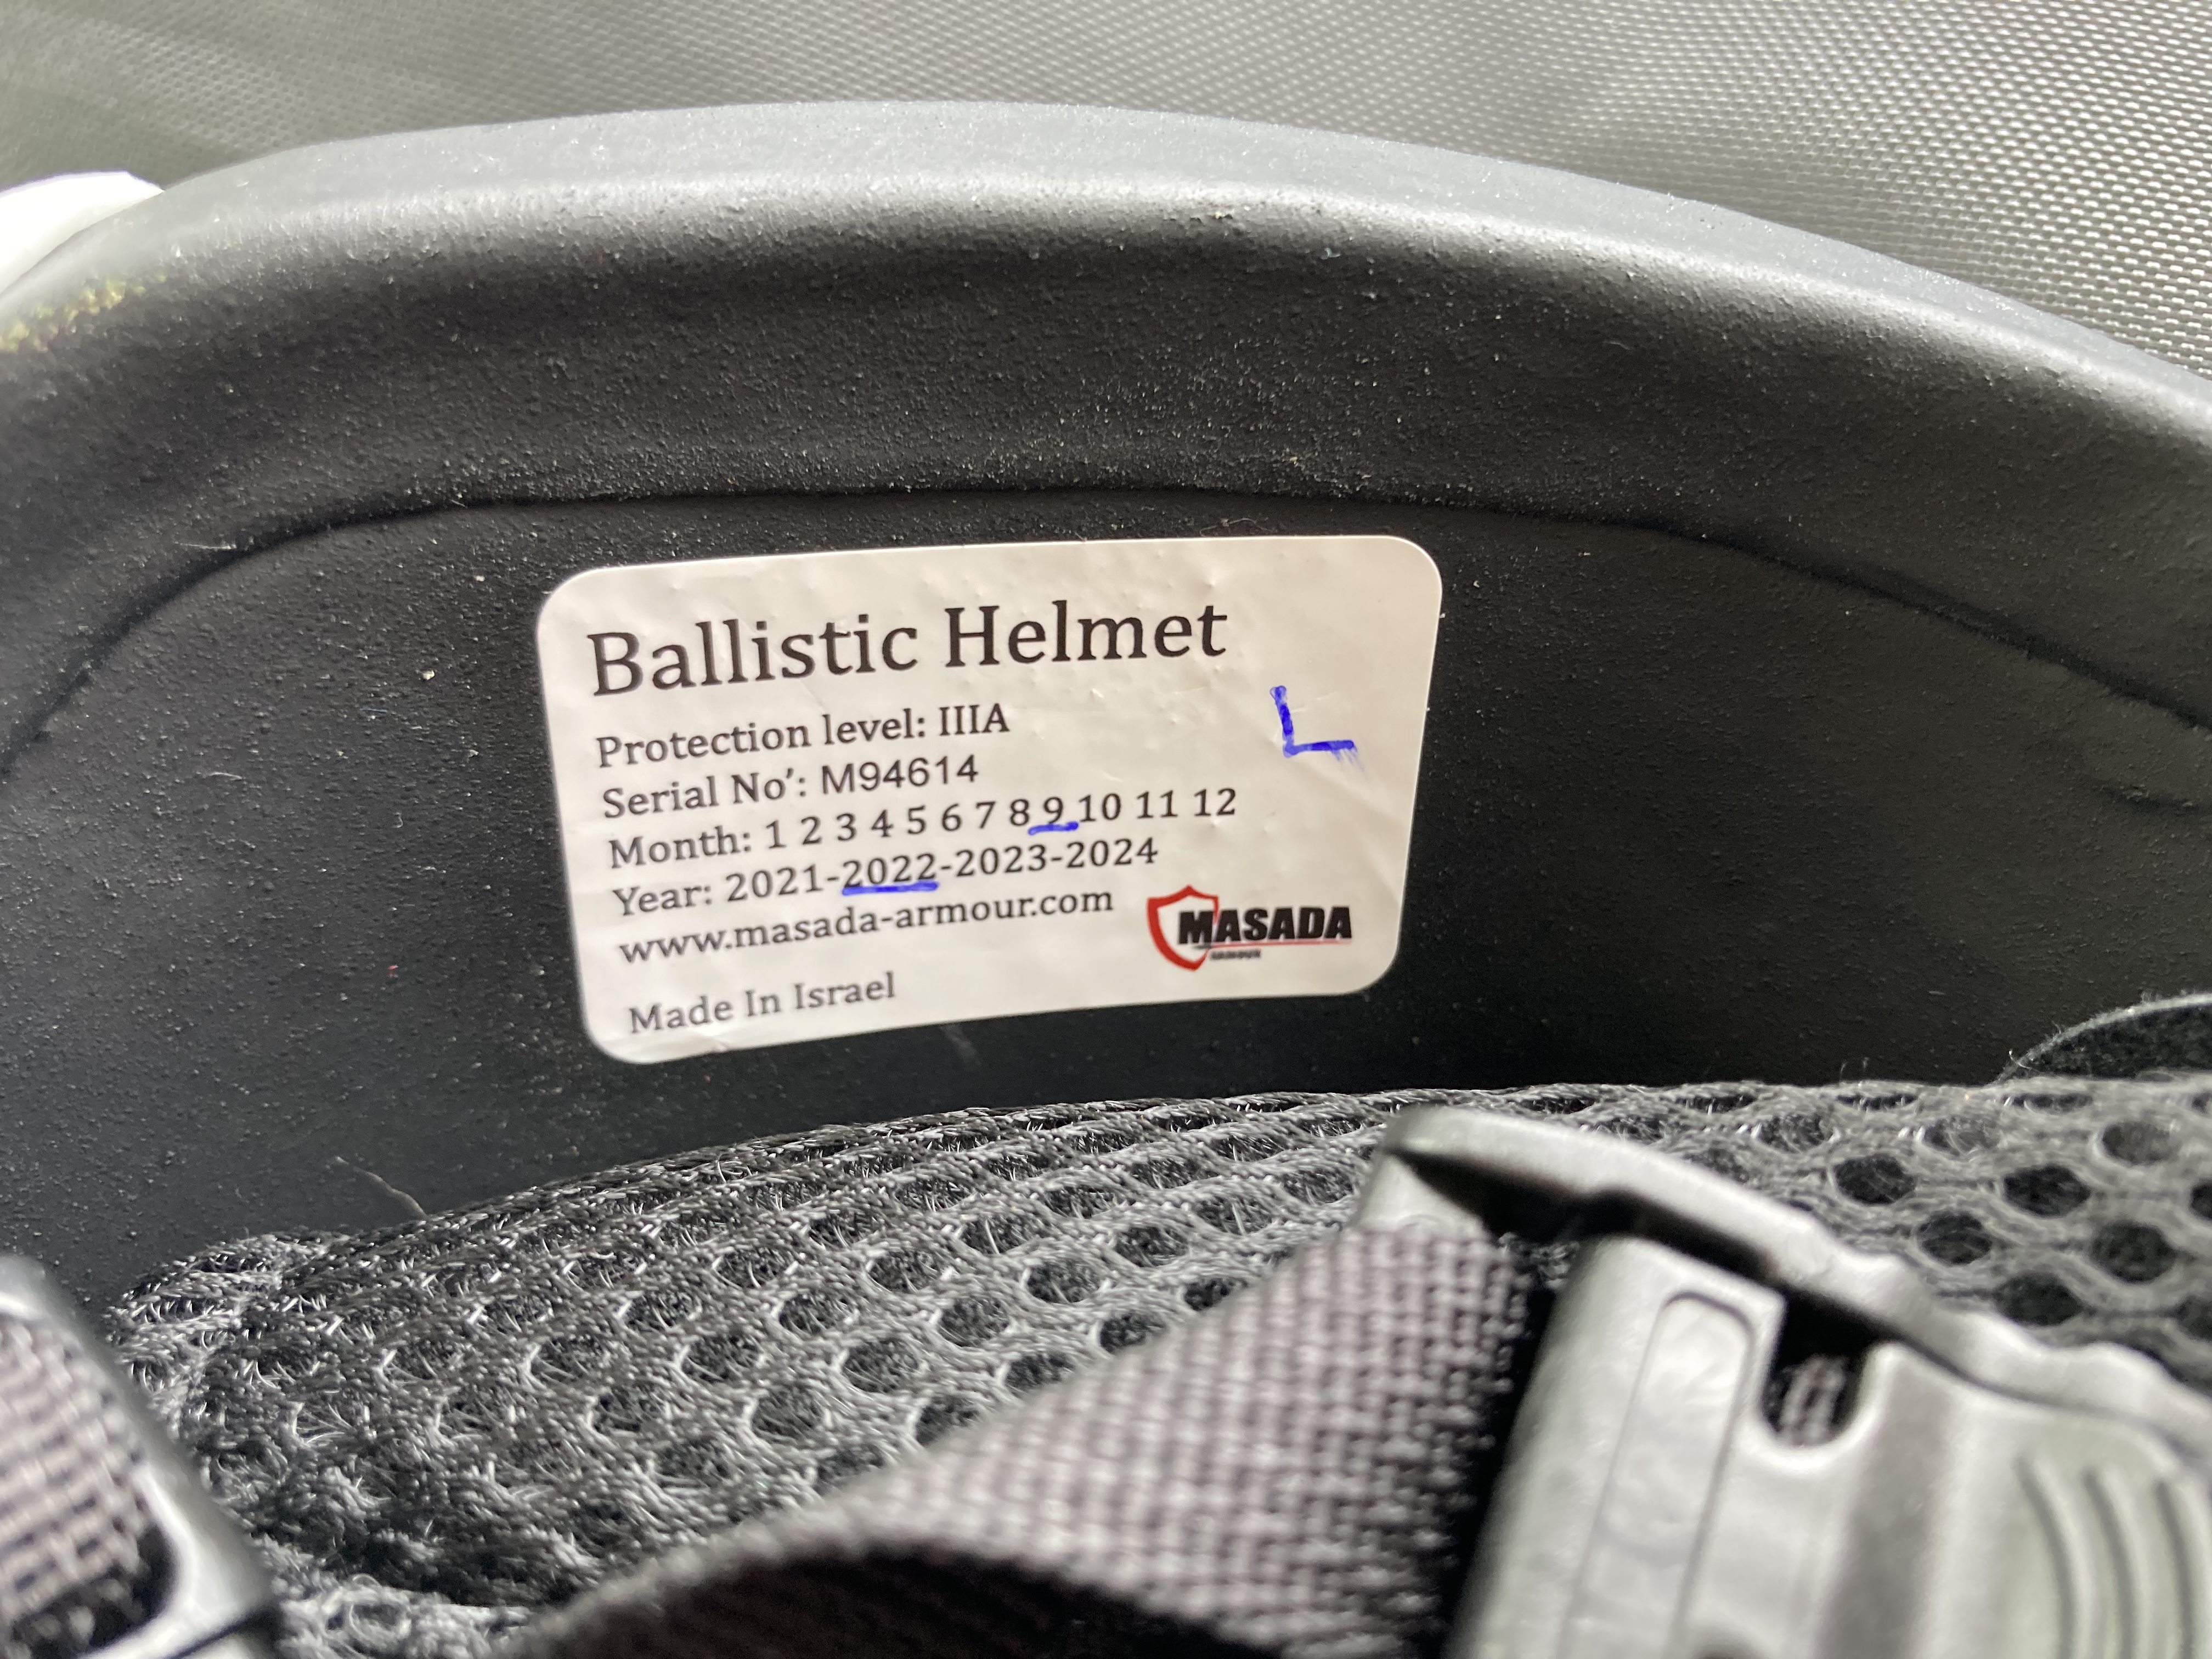 Ballistic Helmet
Protection level: IIIA
L
Serial No’: M94614
Month: 1 2 3 4 5 6 7 8 9 10 11 12
Year: 2021-2022-2023-2024
www.masada-armour.com
MASADA
ARMOUR
Made In Israel